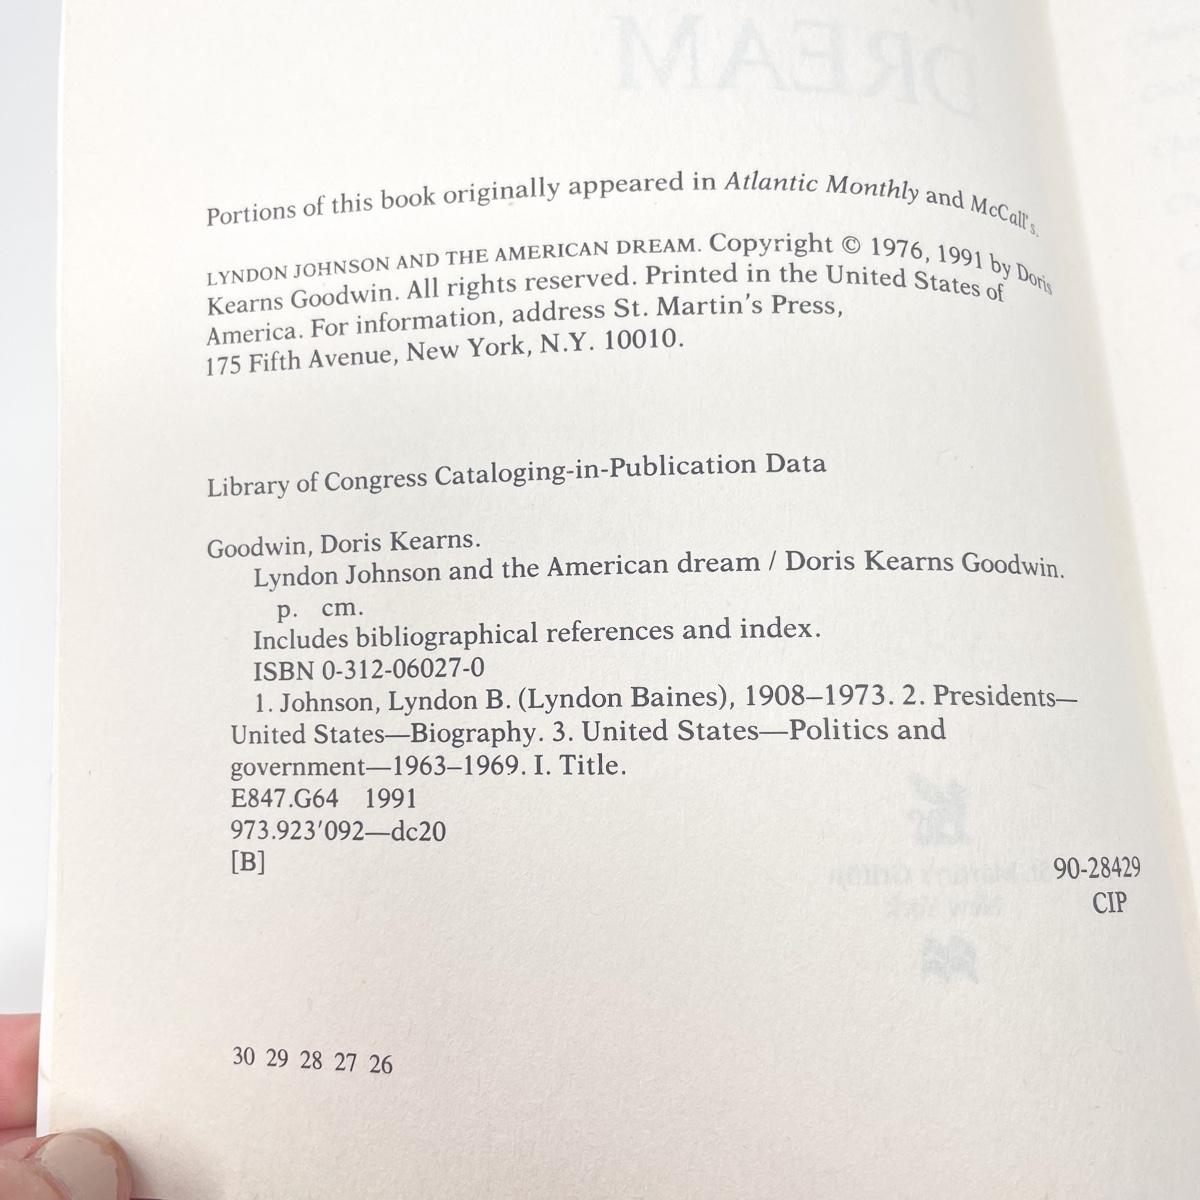 DREAM
Portions of this book originally appeared in Atlantic Monthly and McCall's.
LYNDON JOHNSON AND THE AMERICAN DREAM. Copyright © 1976, 1991 by Doris
Kearns Goodwin. All rights reserved. Printed in the United States of
America. For information, address St. Martin's Press,
175 Fifth Avenue, New York, N.Y. 10010.
Library of Congress Cataloging-in-Publication Data
Goodwin, Doris Kearns.
Lyndon Johnson and the American dream / Doris Kearns Goodwin.
p. cm.
Includes bibliographical references and index.
ISBN 0-312-06027-0
1. Johnson, Lyndon B. (Lyndon Baines), 1908–1973. 2. Presidents—
United States—Biography. 3. United States—Politics and
government—1963–1969. I. Title.
E847.G64 1991
973.923'092—dc20
[B]
90-28429
CIP
30 29 28 27 26